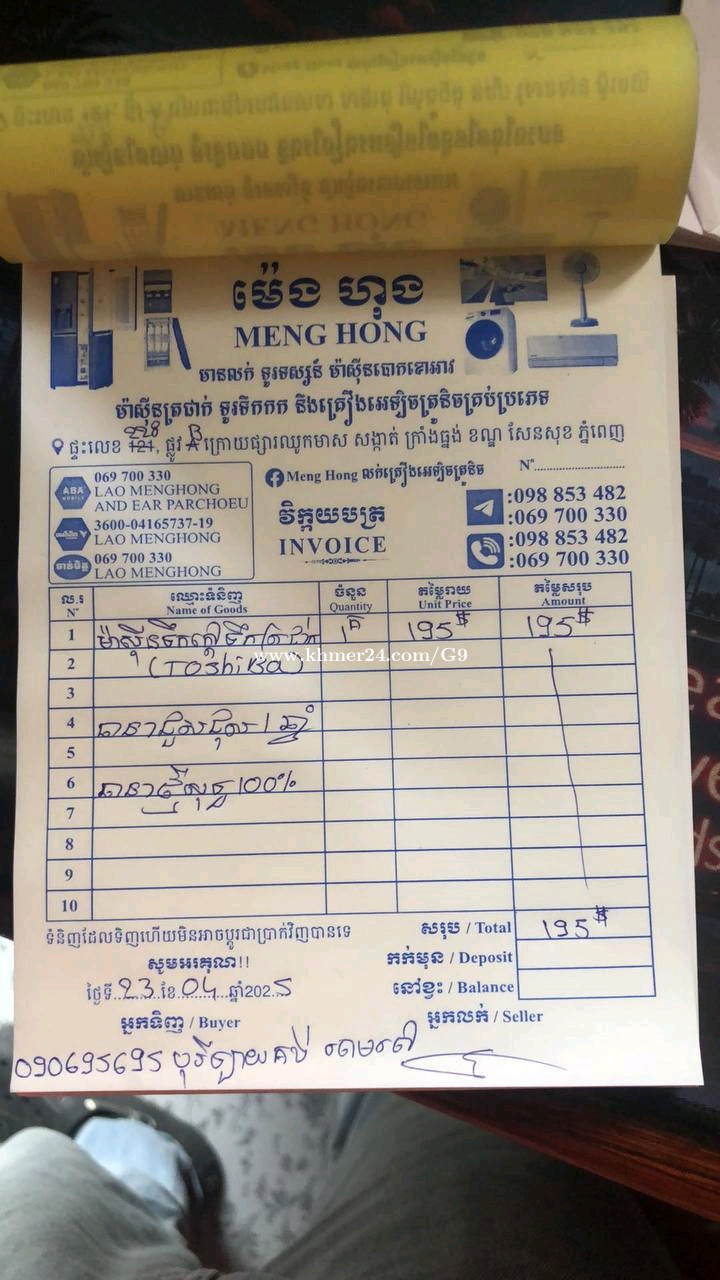 ម៉េង ហុង
MENG HONG
មានលក់ ទូរទស្សន៍ ម៉ាស៊ីនបោកខោអាវ
ម៉ាស៊ីនត្រជាក់ ទូរទឹកកក និងគ្រឿងអេឡិចត្រូនិចគ្រប់ប្រភេទ
ផ្ទះលេខ 121, ផ្លូវ B ក្រោយផ្សារឈូកមាស សង្កាត់ ក្រាំងធ្នង់ ខណ្ឌ សែនសុខ ភ្នំពេញ
ABA 069 700 330
LAO MENGHONG
AND EAR PARCHOEU
3600-04165737-19
LAO MENGHONG
069 700 330
LAO MENGHONG
Meng Hong លក់គ្រឿងអេឡិចត្រូនិច
N°
វិក្កយបត្រ
INVOICE
:098 853 482
:069 700 330
:098 853 482
:069 700 330
ល.រ ឈ្មោះទំនិញ ចំនួន តម្លៃរាយ តម្លៃសរុប
N° Name of Goods Quantity Unit Price Amount
1 ម៉ាស៊ីនទឹកក្តៅទឹកត្រជាក់ 1 195$ 195$
2 (Toshiba)
3
4 ធានាជួសជុល 1 ឆ្នាំ
5
6 ធានាថ្មីសុទ្ធ 100%
7
8
9
10
ទំនិញដែលទិញហើយមិនអាចប្តូរជាប្រាក់វិញបានទេ
សរុប / Total 195$
សូមអរគុណ!!
កក់មុន / Deposit
ថ្ងៃទី 23 ខែ 04 ឆ្នាំ 2025
នៅខ្វះ / Balance
អ្នកទិញ / Buyer
អ្នកលក់ / Seller
090695695
www.khmer24.com/G9